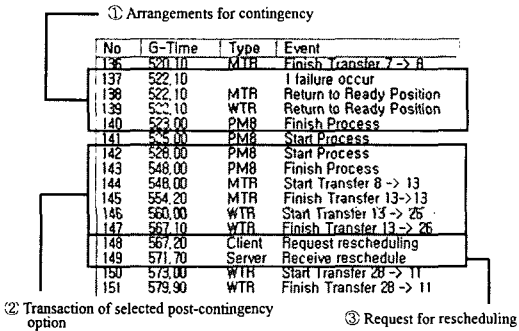 ① Arrangements for contingency
No G-Time Type Event
136 520,10 MTR Finish Transfer 7 -> 8
137 522,10 1 failure occur
138 522,10 MTR Return to Ready Position
139 WTR Return to Ready Position
140 523,00 PM8 Finish Process
141 PM8 Start Process
142 528,00 PM8 Start Process
143 548,00 PM8 Finish Process
144 548,00 MTR Start Transfer 8 -> 13
145 554,20 MTR Finish Transfer 13->13
146 560,00 WTR Start Transfer 13 -> 26
147 567,10 WTR Finish Transfer 13 -> 26
148 567,20 Client Request rescheduling
149 571,70 Server Receive reschedule
150 573,00 WTR Start Transfer 28 -> 11
151 579,90 WTR Finish Transfer 28 -> 11
② Transaction of selected post-contingency
option
③ Request for rescheduling